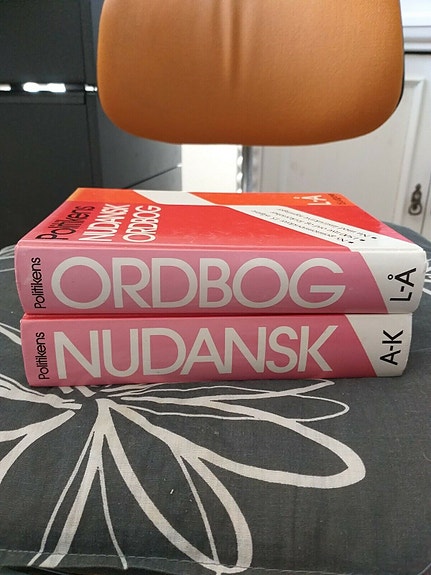 Politikens
NUDANSK
ORDBOG
L-Å
Politikens
ORDBOG
L-Å
Politikens
NUDANSK
A-K